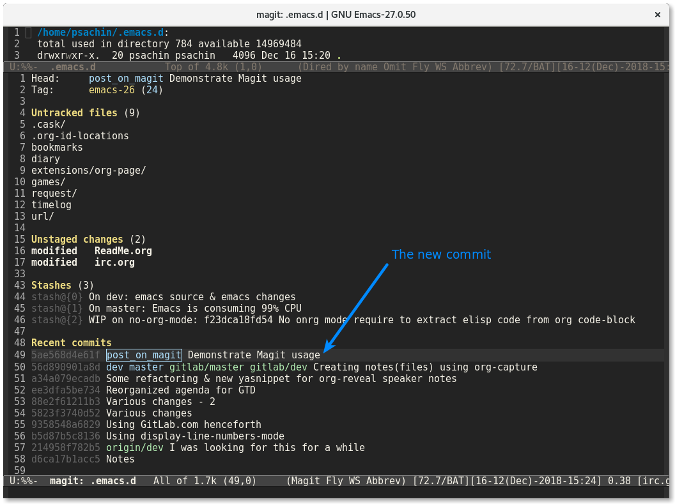 magit: .emacs.d | GNU Emacs-27.0.50
1 /home/psachin/.emacs.d:
2 total used in directory 784 available 14969484
3 drwxrwxr-x. 20 psachin psachin 4096 Dec 16 15:20 .
U:%%- .emacs.d Top of 4.8k (1,0) (Dired by name Omit Fly WS Abbrev) [72.7/BAT][16-12(Dec)-2018-15:
1 Head: post_on_magit Demonstrate Magit usage
2 Tag: emacs-26 (24)
3
4 Untracked files (9)
5 .cask/
6 .org-id-locations
7 bookmarks
8 diary
9 extensions/org-page/
10 games/
11 request/
12 timelog
13 url/
14
15 Unstaged changes (2)
16 modified ReadMe.org
17 modified irc.org
33
43 Stashes (3)
44 stash@{0} On dev: emacs source & emacs changes
45 stash@{1} On master: Emacs is consuming 99% CPU
46 stash@{2} WIP on no-org-mode: f23dca18fd54 No onrg mode require to extract elisp code from org code-block
47
The new commit
48 Recent commits
49 5ae568d4e61f post_on_magit Demonstrate Magit usage
50 56d890901a8d dev master gitlab/master gitlab/dev Creating notes(files) using org-capture
51 a34a079ecadb Some refactoring & new yasnippet for org-reveal speaker notes
52 ee3dfa5be734 Reorganized agenda for GTD
53 88e2f61211b3 Various changes - 2
54 5823f3740d52 Various changes
55 9358548a6829 Using GitLab.com henceforth
56 b5d87b5c8136 Using display-line-numbers-mode
57 214958f782b5 origin/dev I was looking for this for a while
58 d6ca17b1acc5 Notes
59
U:%%- magit: .emacs.d All of 1.7k (49,0) (Magit Fly WS Abbrev) [72.7/BAT][16-12(Dec)-2018-15:24] 0.38 [irc.o